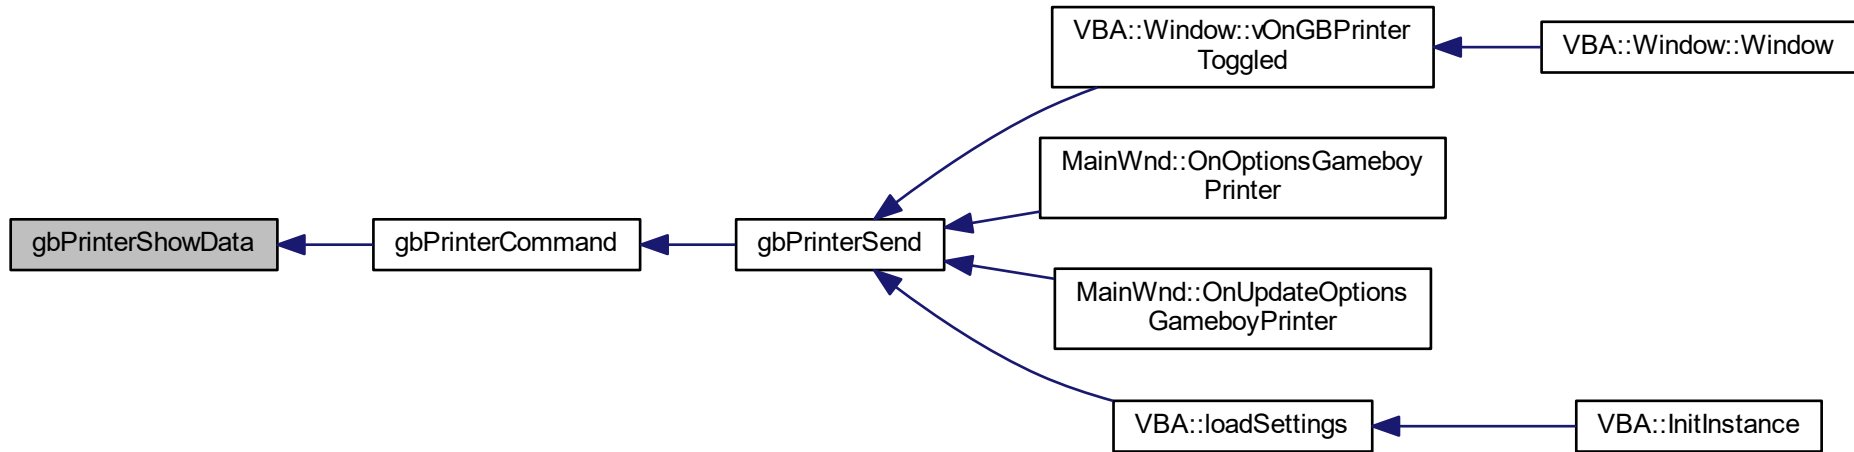 VBA::Window::vOnGBPrinter
Toggled
VBA::Window::Window
MainWnd::OnOptionsGameboy
Printer
gbPrinterShowData
gbPrinterCommand
gbPrinterSend
MainWnd::OnUpdateOptions
GameboyPrinter
VBA::loadSettings
VBA::InitInstance